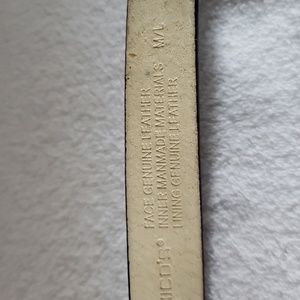 FACE GENUINE LEATHER
INNER MANMADE MATERIALS M/L
LINING GENUINE LEATHER